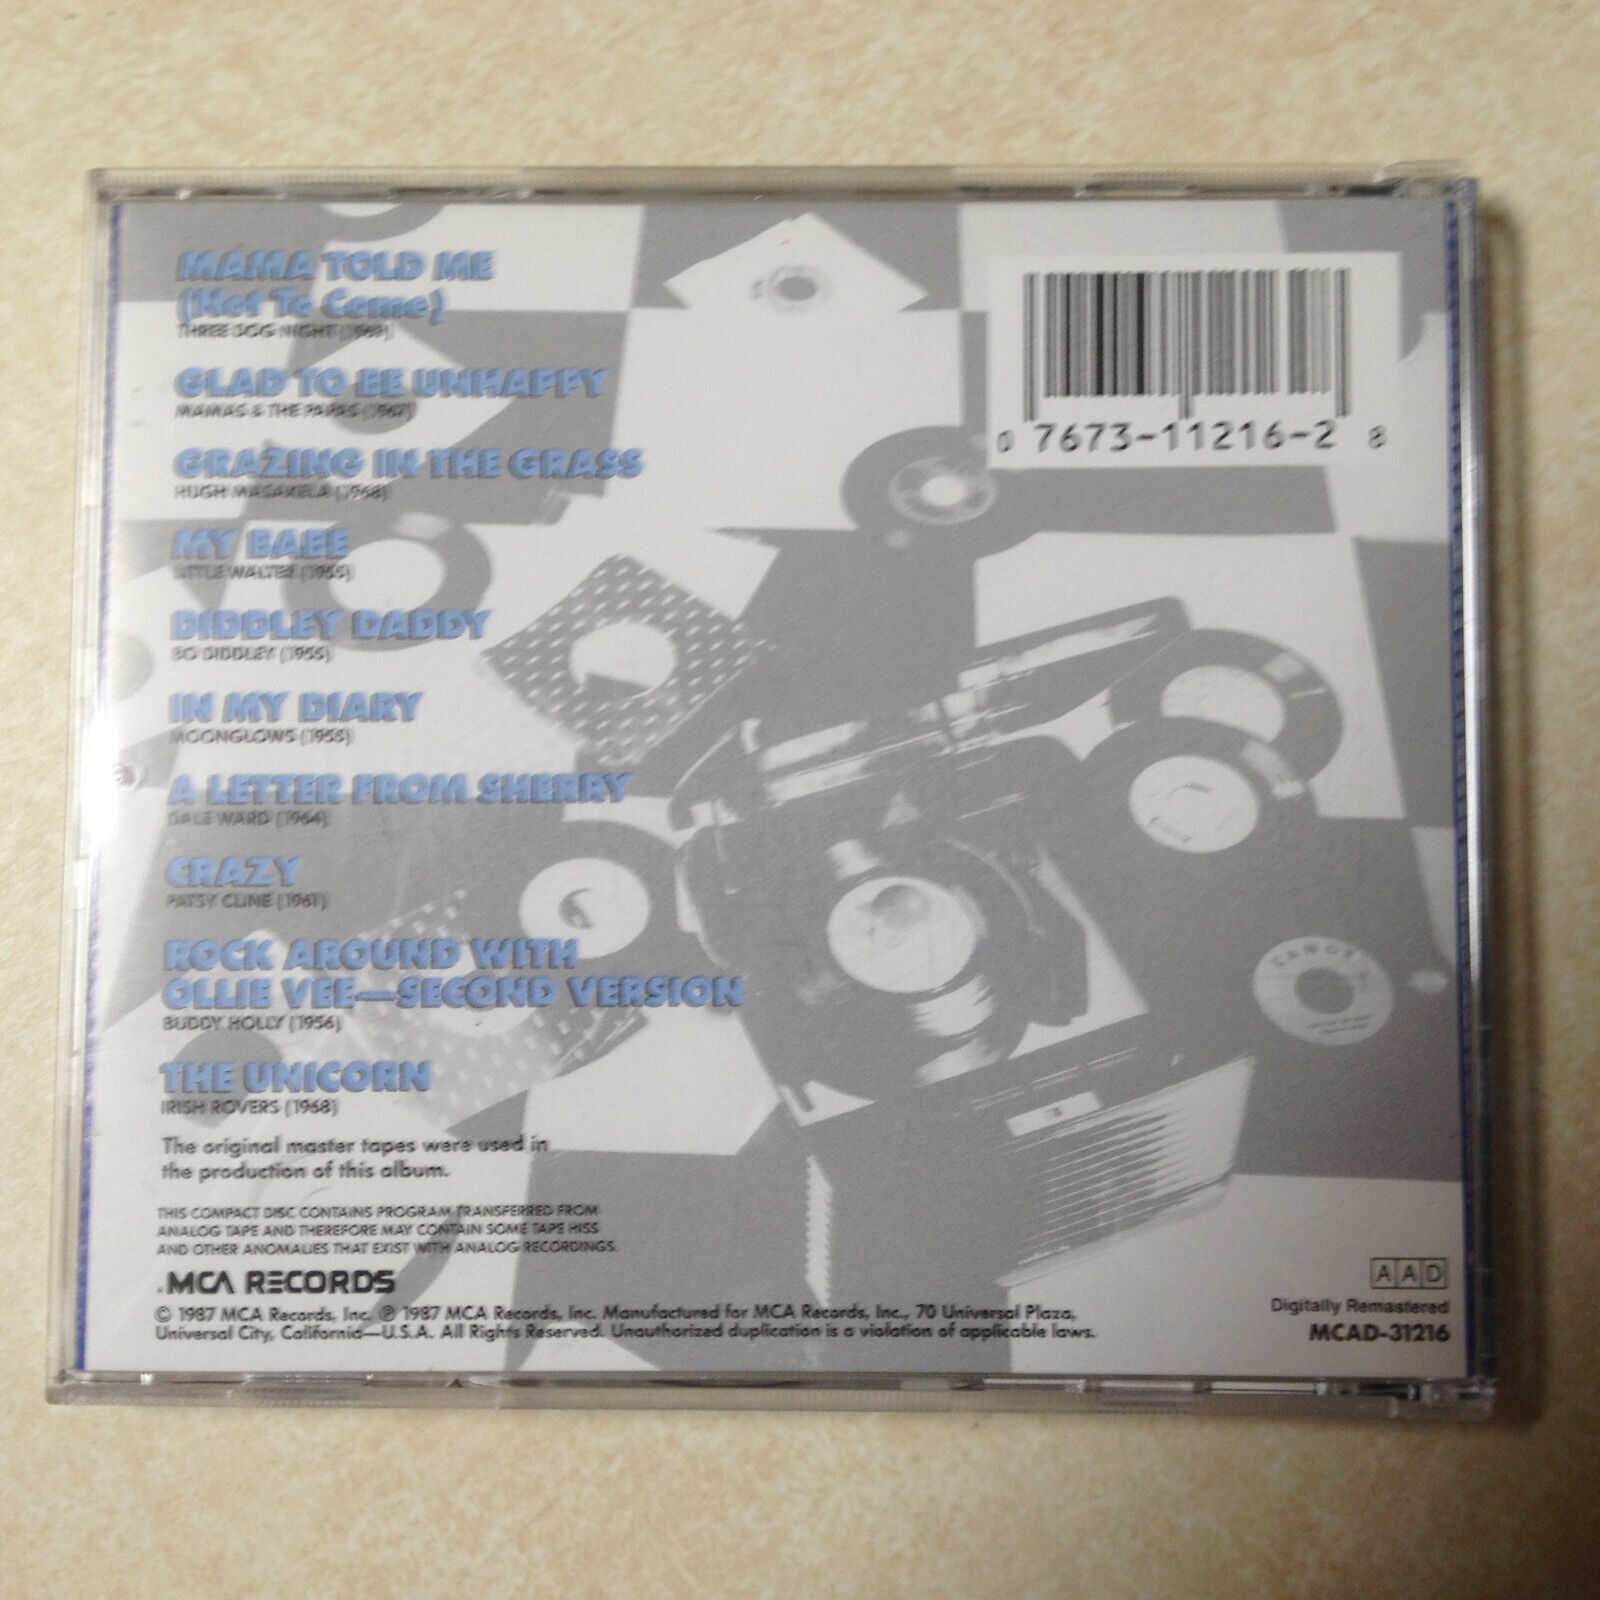 MAMA TOLD ME
(Not To Come)
THREE DOG NIGHT (1969)
GLAD TO BE UNHAPPY
MAMAS & THE PAPAS (1967)
GRAZING IN THE GRASS
HUGH MASAKELA (1968)
MY BABE
LITTLE WALTER (1955)
DIDDLEY DADDY
BO DIDDLEY (1955)
IN MY DIARY
MOONGLOWS (1955)
A LETTER FROM SHERRY
DALE WARD (1964)
CRAZY
PATSY CLINE (1961)
ROCK AROUND WITH
OLLIE VEE—SECOND VERSION
BUDDY HOLLY (1956)
THE UNICORN
IRISH ROVERS (1968)
The original master tapes were used in
the production of this album.
THIS COMPACT DISC CONTAINS PROGRAM TRANSFERRED FROM
ANALOG TAPE AND THEREFORE MAY CONTAIN SOME TAPE HISS
AND OTHER ANOMALIES THAT EXIST WITH ANALOG RECORDINGS.
MCA RECORDS
© 1987 MCA Records, Inc. ℗ 1987 MCA Records, Inc. Manufactured for MCA Records, Inc., 70 Universal Plaza,
Universal City, California—U.S.A. All Rights Reserved. Unauthorized duplication is a violation of applicable laws.
0 7673-11216-2 8
AAD
Digitally Remastered
MCAD-31216